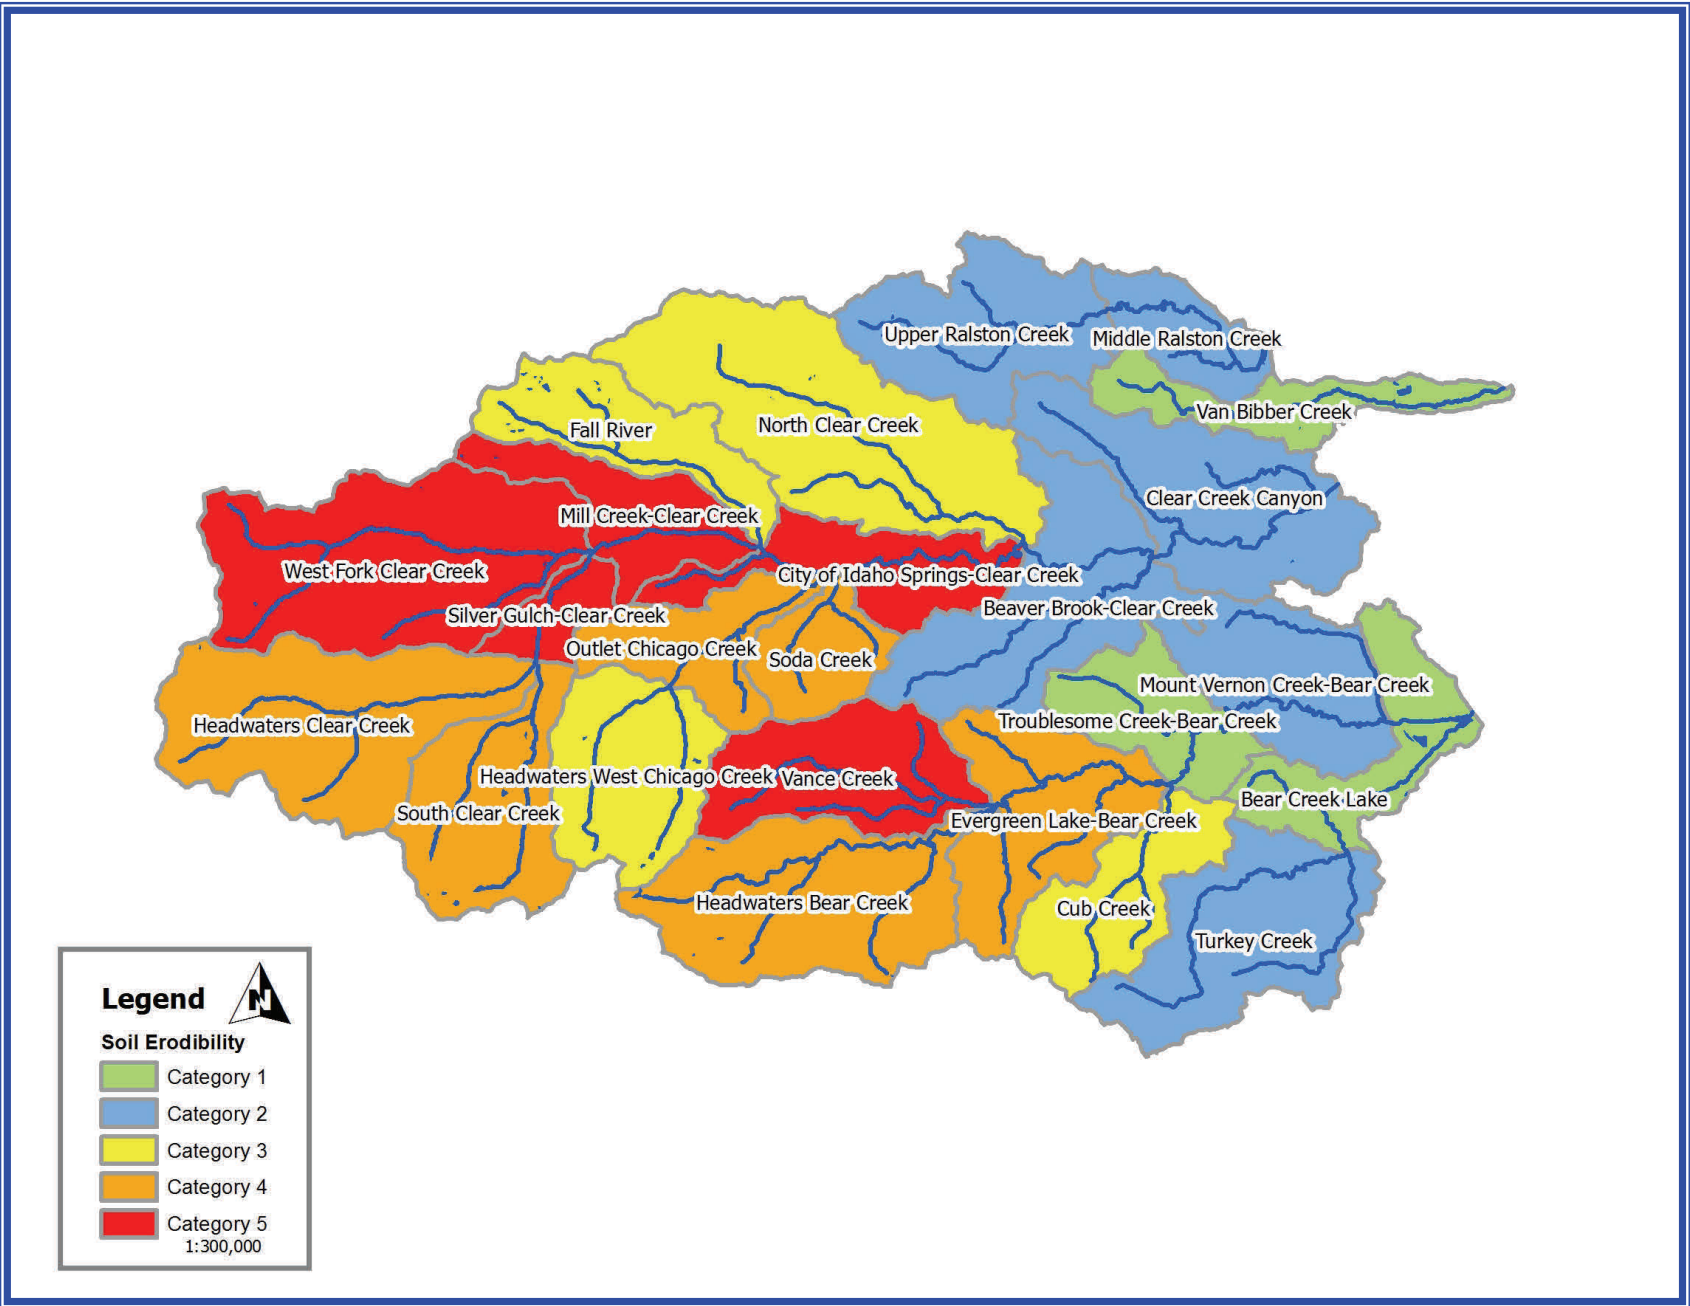 Upper Ralston Creek
Middle Ralston Creek
Van Bibber Creek
North Clear Creek
Fall River
Clear Creek Canyon
Mill Creek-Clear Creek
West Fork Clear Creek
City of Idaho Springs-Clear Creek
Silver Gulch-Clear Creek
Beaver Brook-Clear Creek
Outlet Chicago Creek
Soda Creek
Mount Vernon Creek-Bear Creek
Headwaters Clear Creek
Troublesome Creek-Bear Creek
Headwaters West Chicago Creek
Vance Creek
Bear Creek Lake
South Clear Creek
Evergreen Lake-Bear Creek
Headwaters Bear Creek
Cub Creek
Turkey Creek
Legend
N
Soil Erodibility
Category 1
Category 2
Category 3
Category 4
Category 5
1:300,000